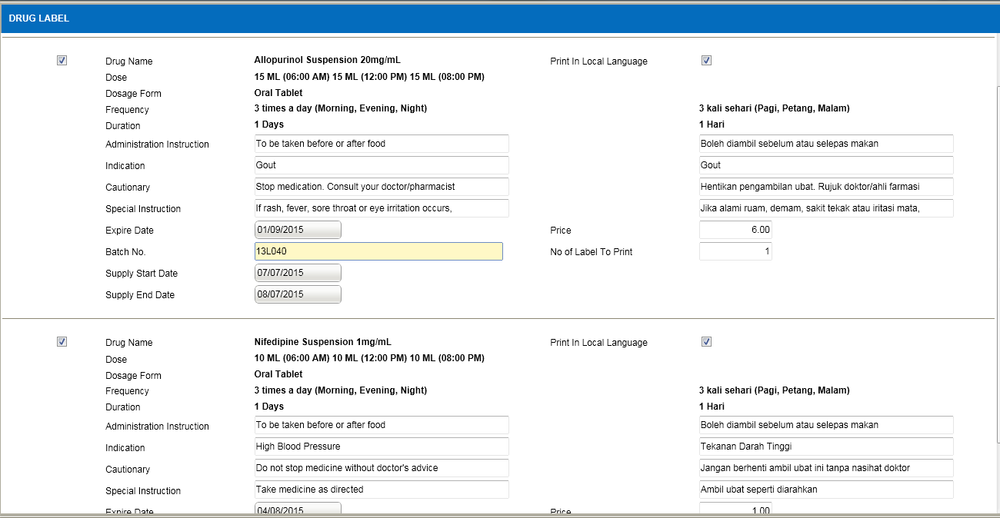 DRUG LABEL
Drug Name Allopurinol Suspension 20mg/mL Print In Local Language
Dose 15 ML (06:00 AM) 15 ML (12:00 PM) 15 ML (08:00 PM)
Dosage Form Oral Tablet
Frequency 3 times a day (Morning, Evening, Night) 3 kali sehari (Pagi, Petang, Malam)
Duration 1 Days 1 Hari
Administration Instruction To be taken before or after food Boleh diambil sebelum atau selepas makan
Indication Gout Gout
Cautionary Stop medication. Consult your doctor/pharmacist Hentikan pengambilan ubat. Rujuk doktor/ahli farmasi
Special Instruction If rash, fever, sore throat or eye irritation occurs, Jika alami ruam, demam, sakit tekak atau iritasi mata,
Expire Date 01/09/2015 Price 6.00
Batch No. 13L040 No of Label To Print 1
Supply Start Date 07/07/2015
Supply End Date 08/07/2015
Drug Name Nifedipine Suspension 1mg/mL Print In Local Language
Dose 10 ML (06:00 AM) 10 ML (12:00 PM) 10 ML (08:00 PM)
Dosage Form Oral Tablet
Frequency 3 times a day (Morning, Evening, Night) 3 kali sehari (Pagi, Petang, Malam)
Duration 1 Days 1 Hari
Administration Instruction To be taken before or after food Boleh diambil sebelum atau selepas makan
Indication High Blood Pressure Tekanan Darah Tinggi
Cautionary Do not stop medicine without doctor's advice Jangan berhenti ambil ubat ini tanpa nasihat doktor
Special Instruction Take medicine as directed Ambil ubat seperti diarahkan
Expire Date 04/08/2015 Price 1.00